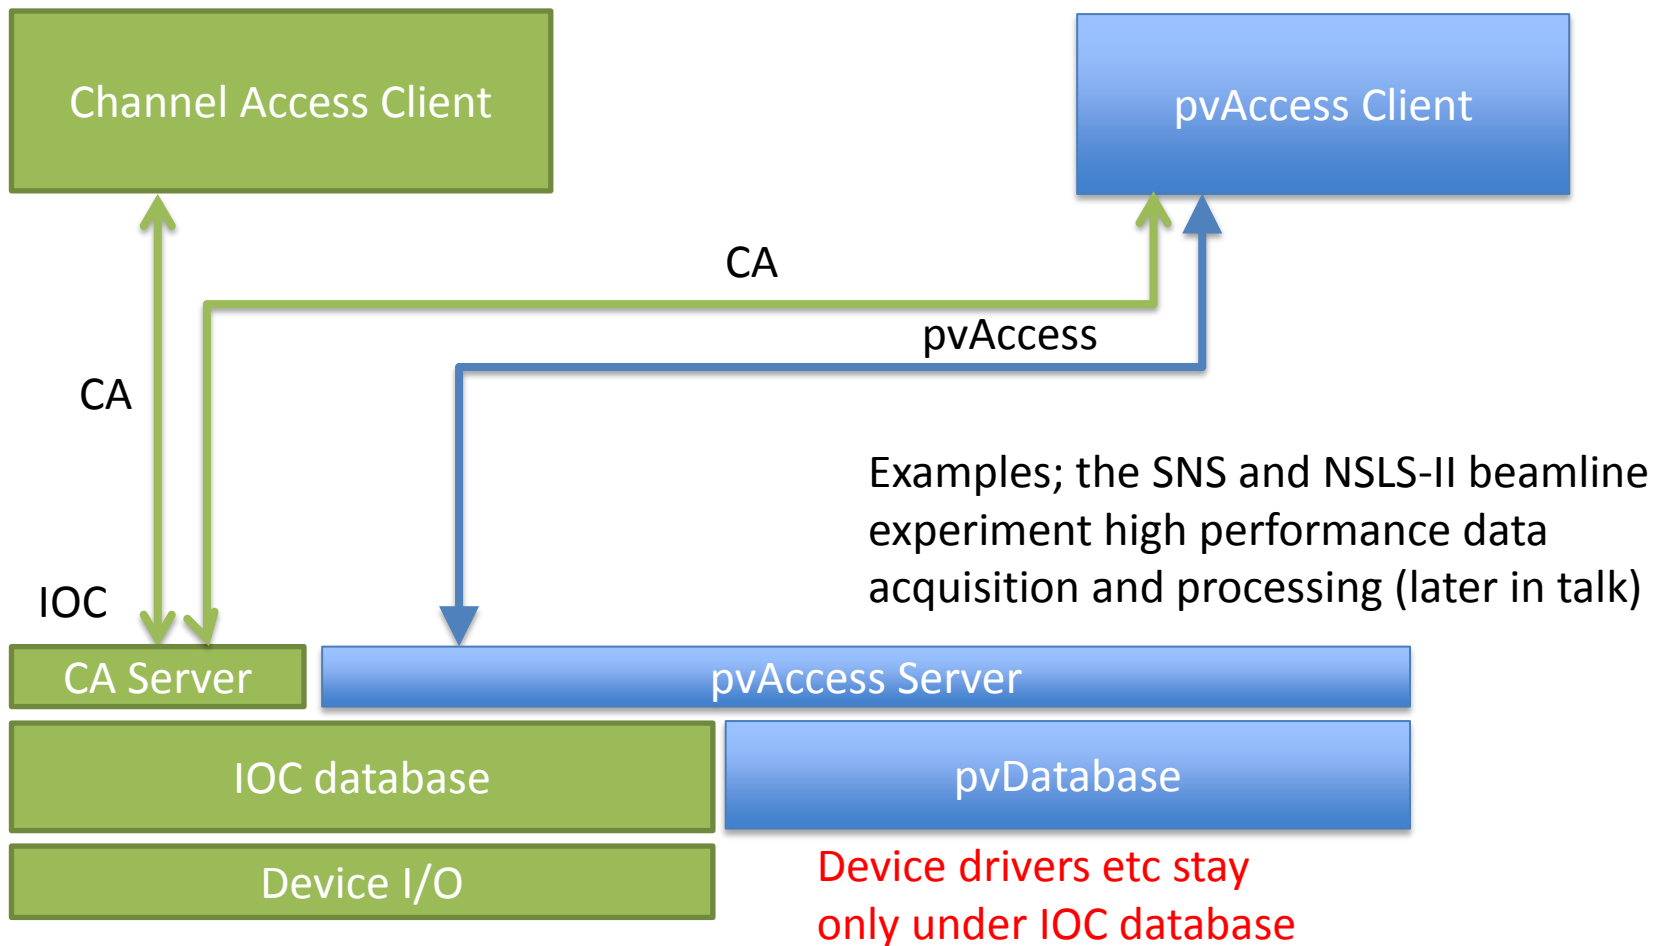 Channel Access Client
pvAccess Client
CA
pvAccess
CA
Examples; the SNS and NSLS-II beamline
experiment high performance data
acquisition and processing (later in talk)
IOC
CA Server
pvAccess Server
IOC database
pvDatabase
Device I/O
Device drivers etc stay
only under IOC database